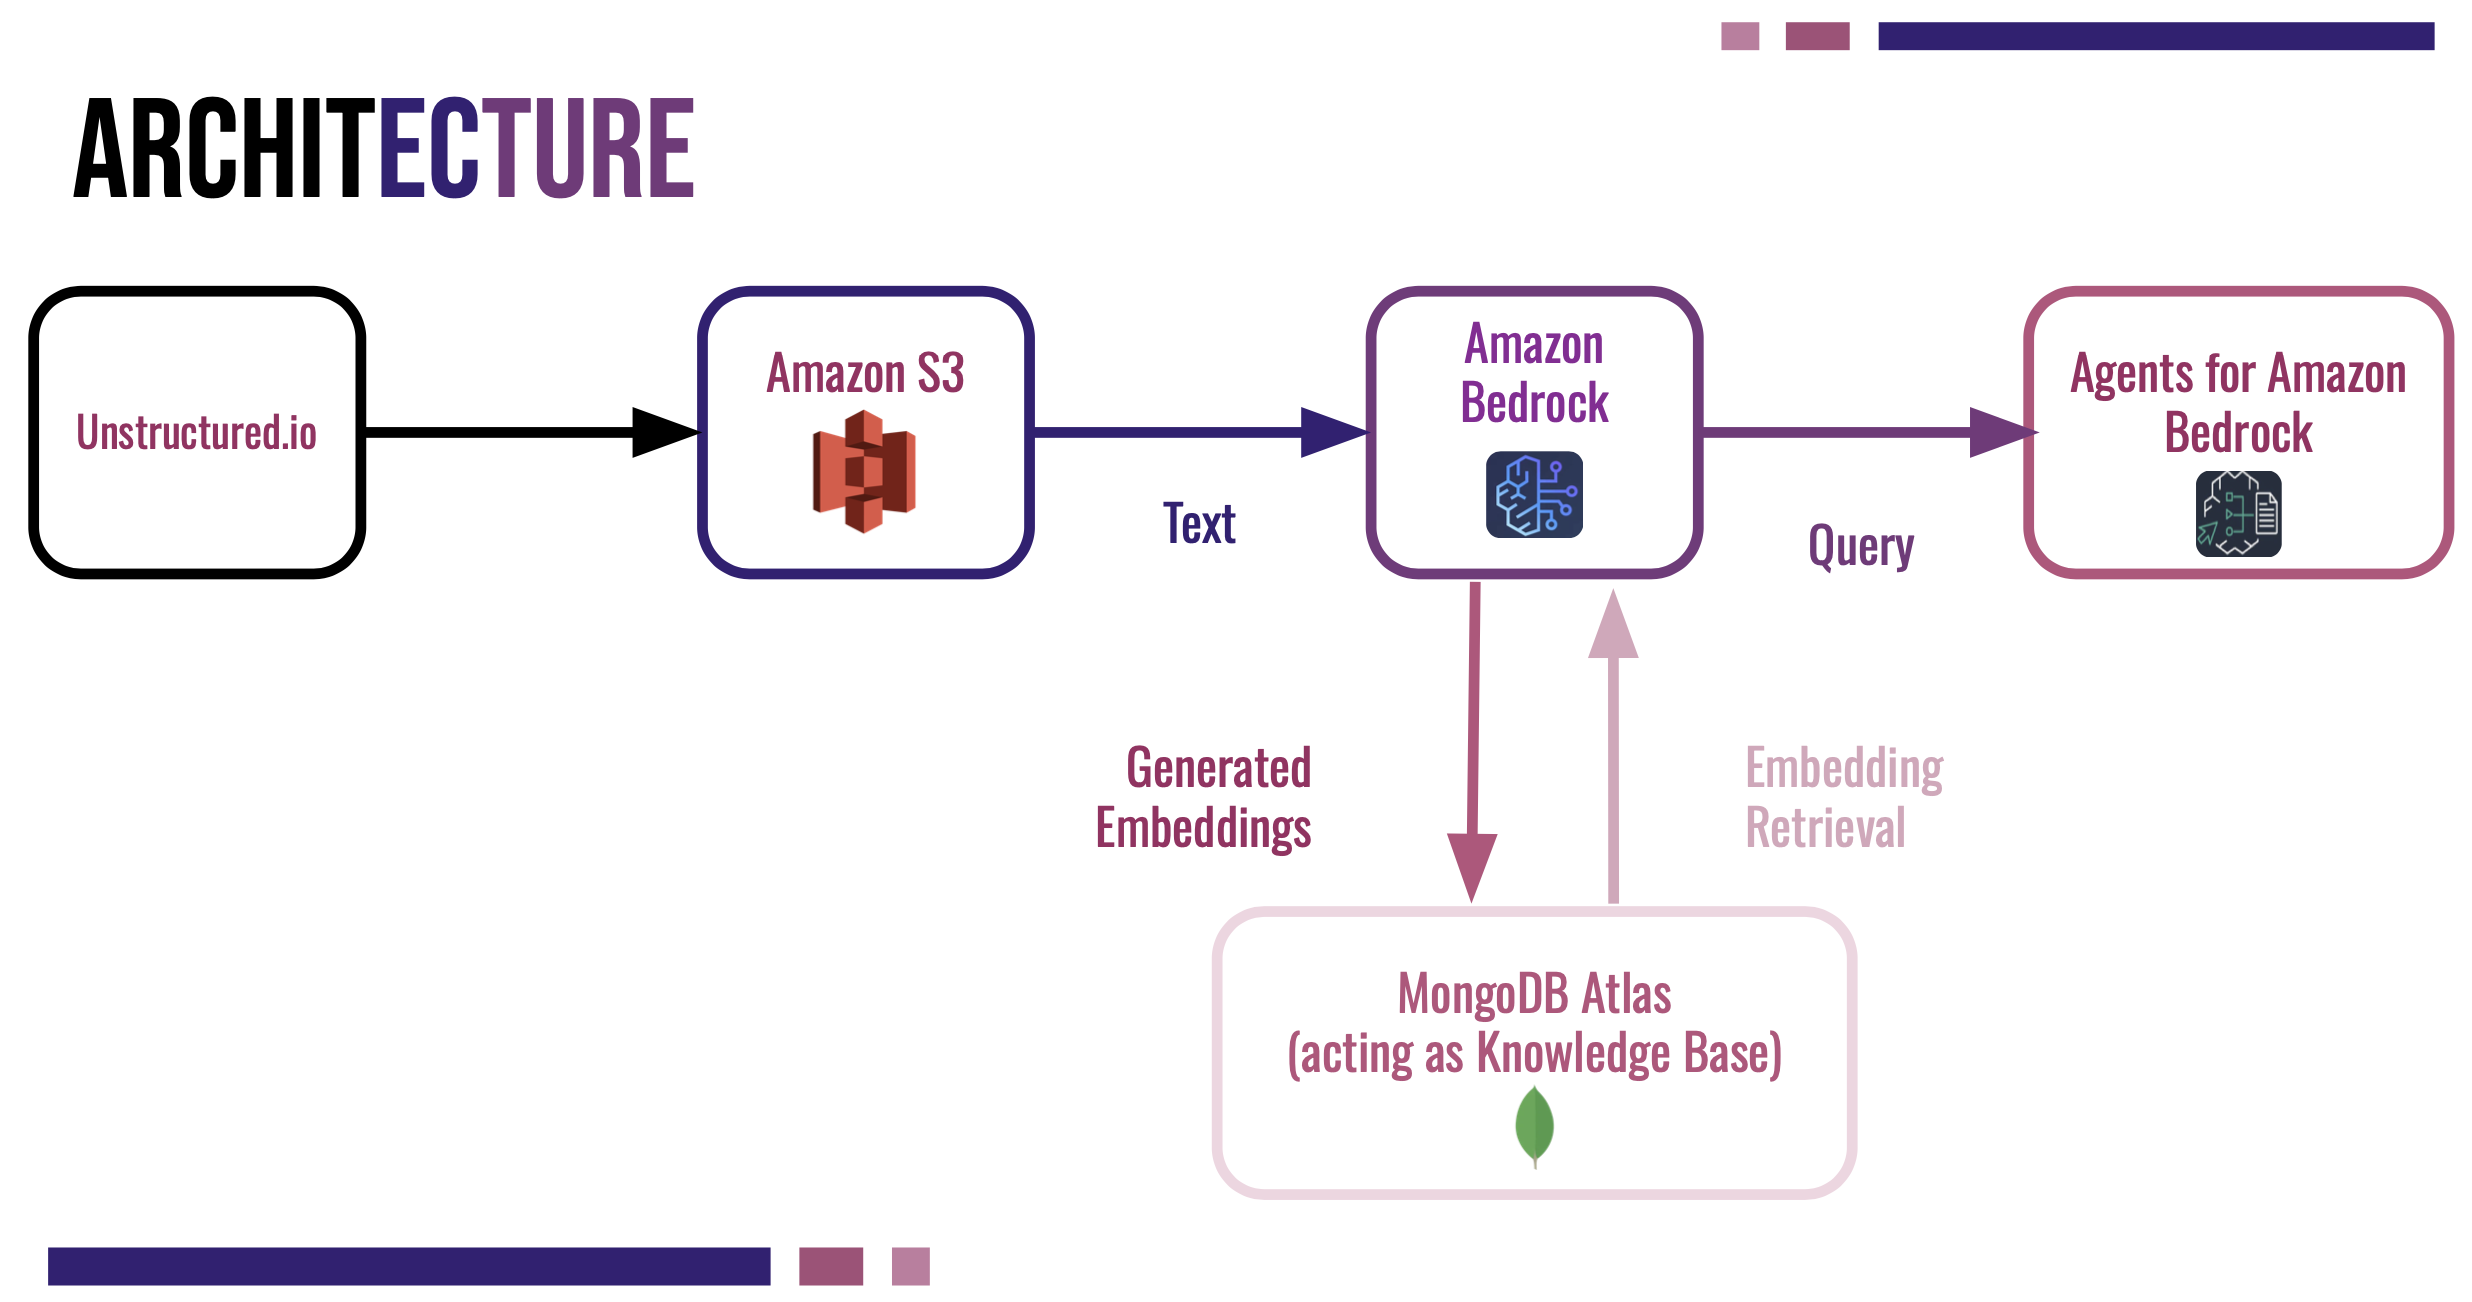 ARCHITECTURE
Unstructured.io
Amazon S3
Text
Amazon
Bedrock
Query
Agents for Amazon
Bedrock
Generated
Embeddings
Embedding
Retrieval
MongoDB Atlas
(acting as Knowledge Base)